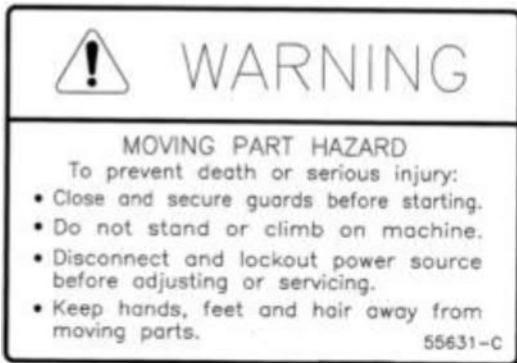 WARNING
MOVING PART HAZARD
To prevent death or serious injury:
• Close and secure guards before starting.
• Do not stand or climb on machine.
• Disconnect and lockout power source
before adjusting or servicing.
• Keep hands, feet and hair away from
moving parts.
55631-C